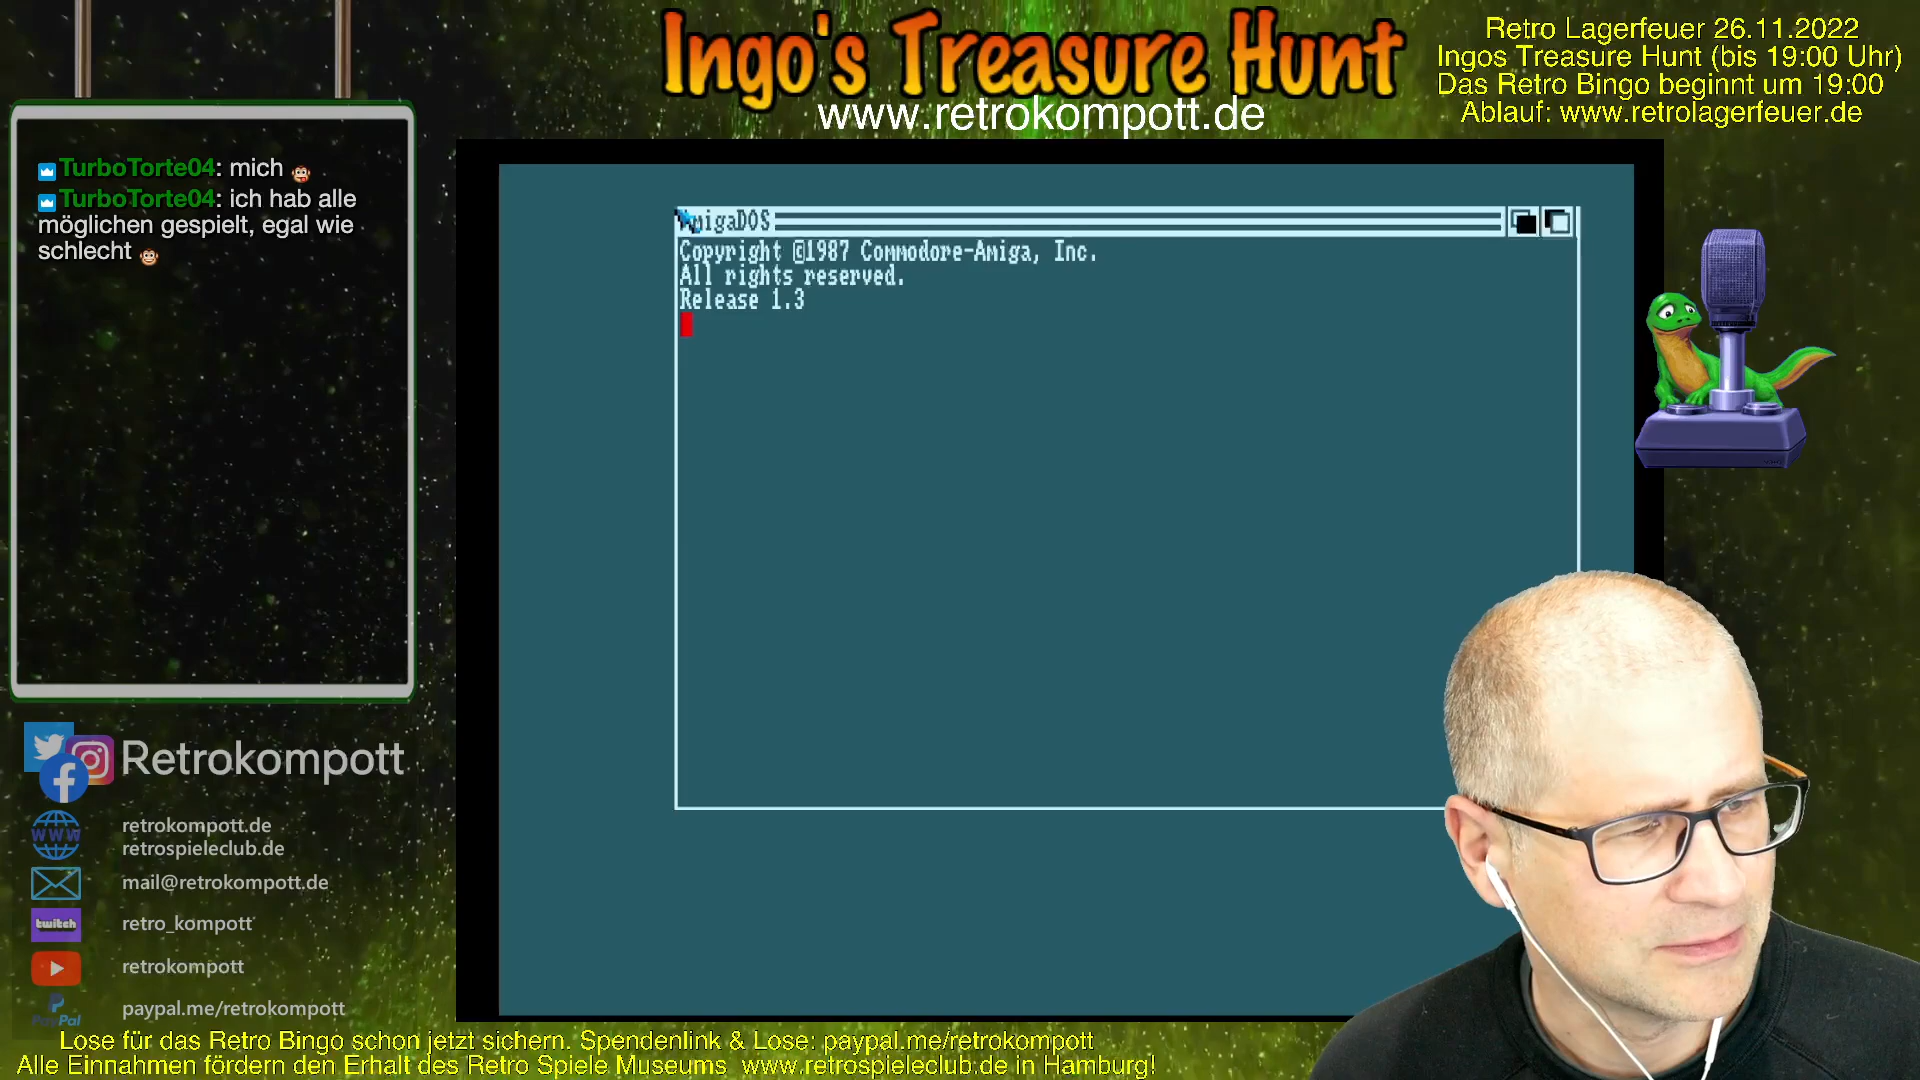 Ingo's Treasure Hunt
www.retrokompott.de
Retro Lagerfeuer 26.11.2022
Ingos Treasure Hunt (bis 19:00 Uhr)
Das Retro Bingo beginnt um 19:00
Ablauf: www.retrolagerfeuer.de
TurboTorte04: mich
TurboTorte04: ich hab alle
möglichen gespielt, egal wie
schlecht
AmigaDOS
Copyright ©1987 Commodore-Amiga, Inc.
All rights reserved.
Release 1.3
Retrokompott
WWW
retrokompott.de
retrospieleclub.de
mail@retrokompott.de
twitch
retro_kompott
retrokompott
PayPal
paypal.me/retrokompott
Lose für das Retro Bingo schon jetzt sichern. Spendenlink & Lose: paypal.me/retrokompott
Alle Einnahmen fördern den Erhalt des Retro Spiele Museums www.retrospieleclub.de in Hamburg!